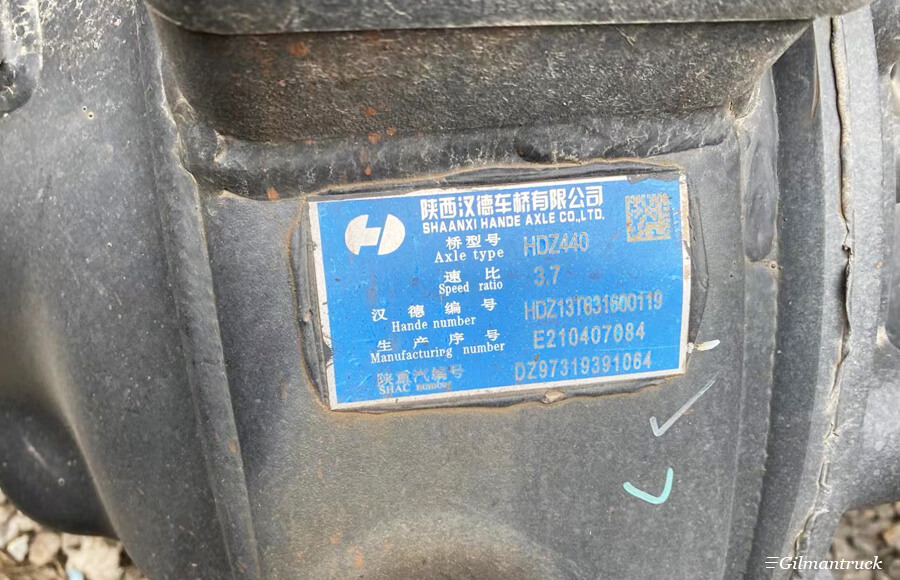 陕西汉德车桥有限公司
SHAANXI HANDE AXLE CO.,LTD.
桥型号 HDZ440
Axle type
速比 3.7
Speed ratio
汉德编号 HDZ13T631600119
Hande number
生产序号 E210407084
Manufacturing number
陕重汽编号 DZ97319391064
SHAC number
Gilmantruck